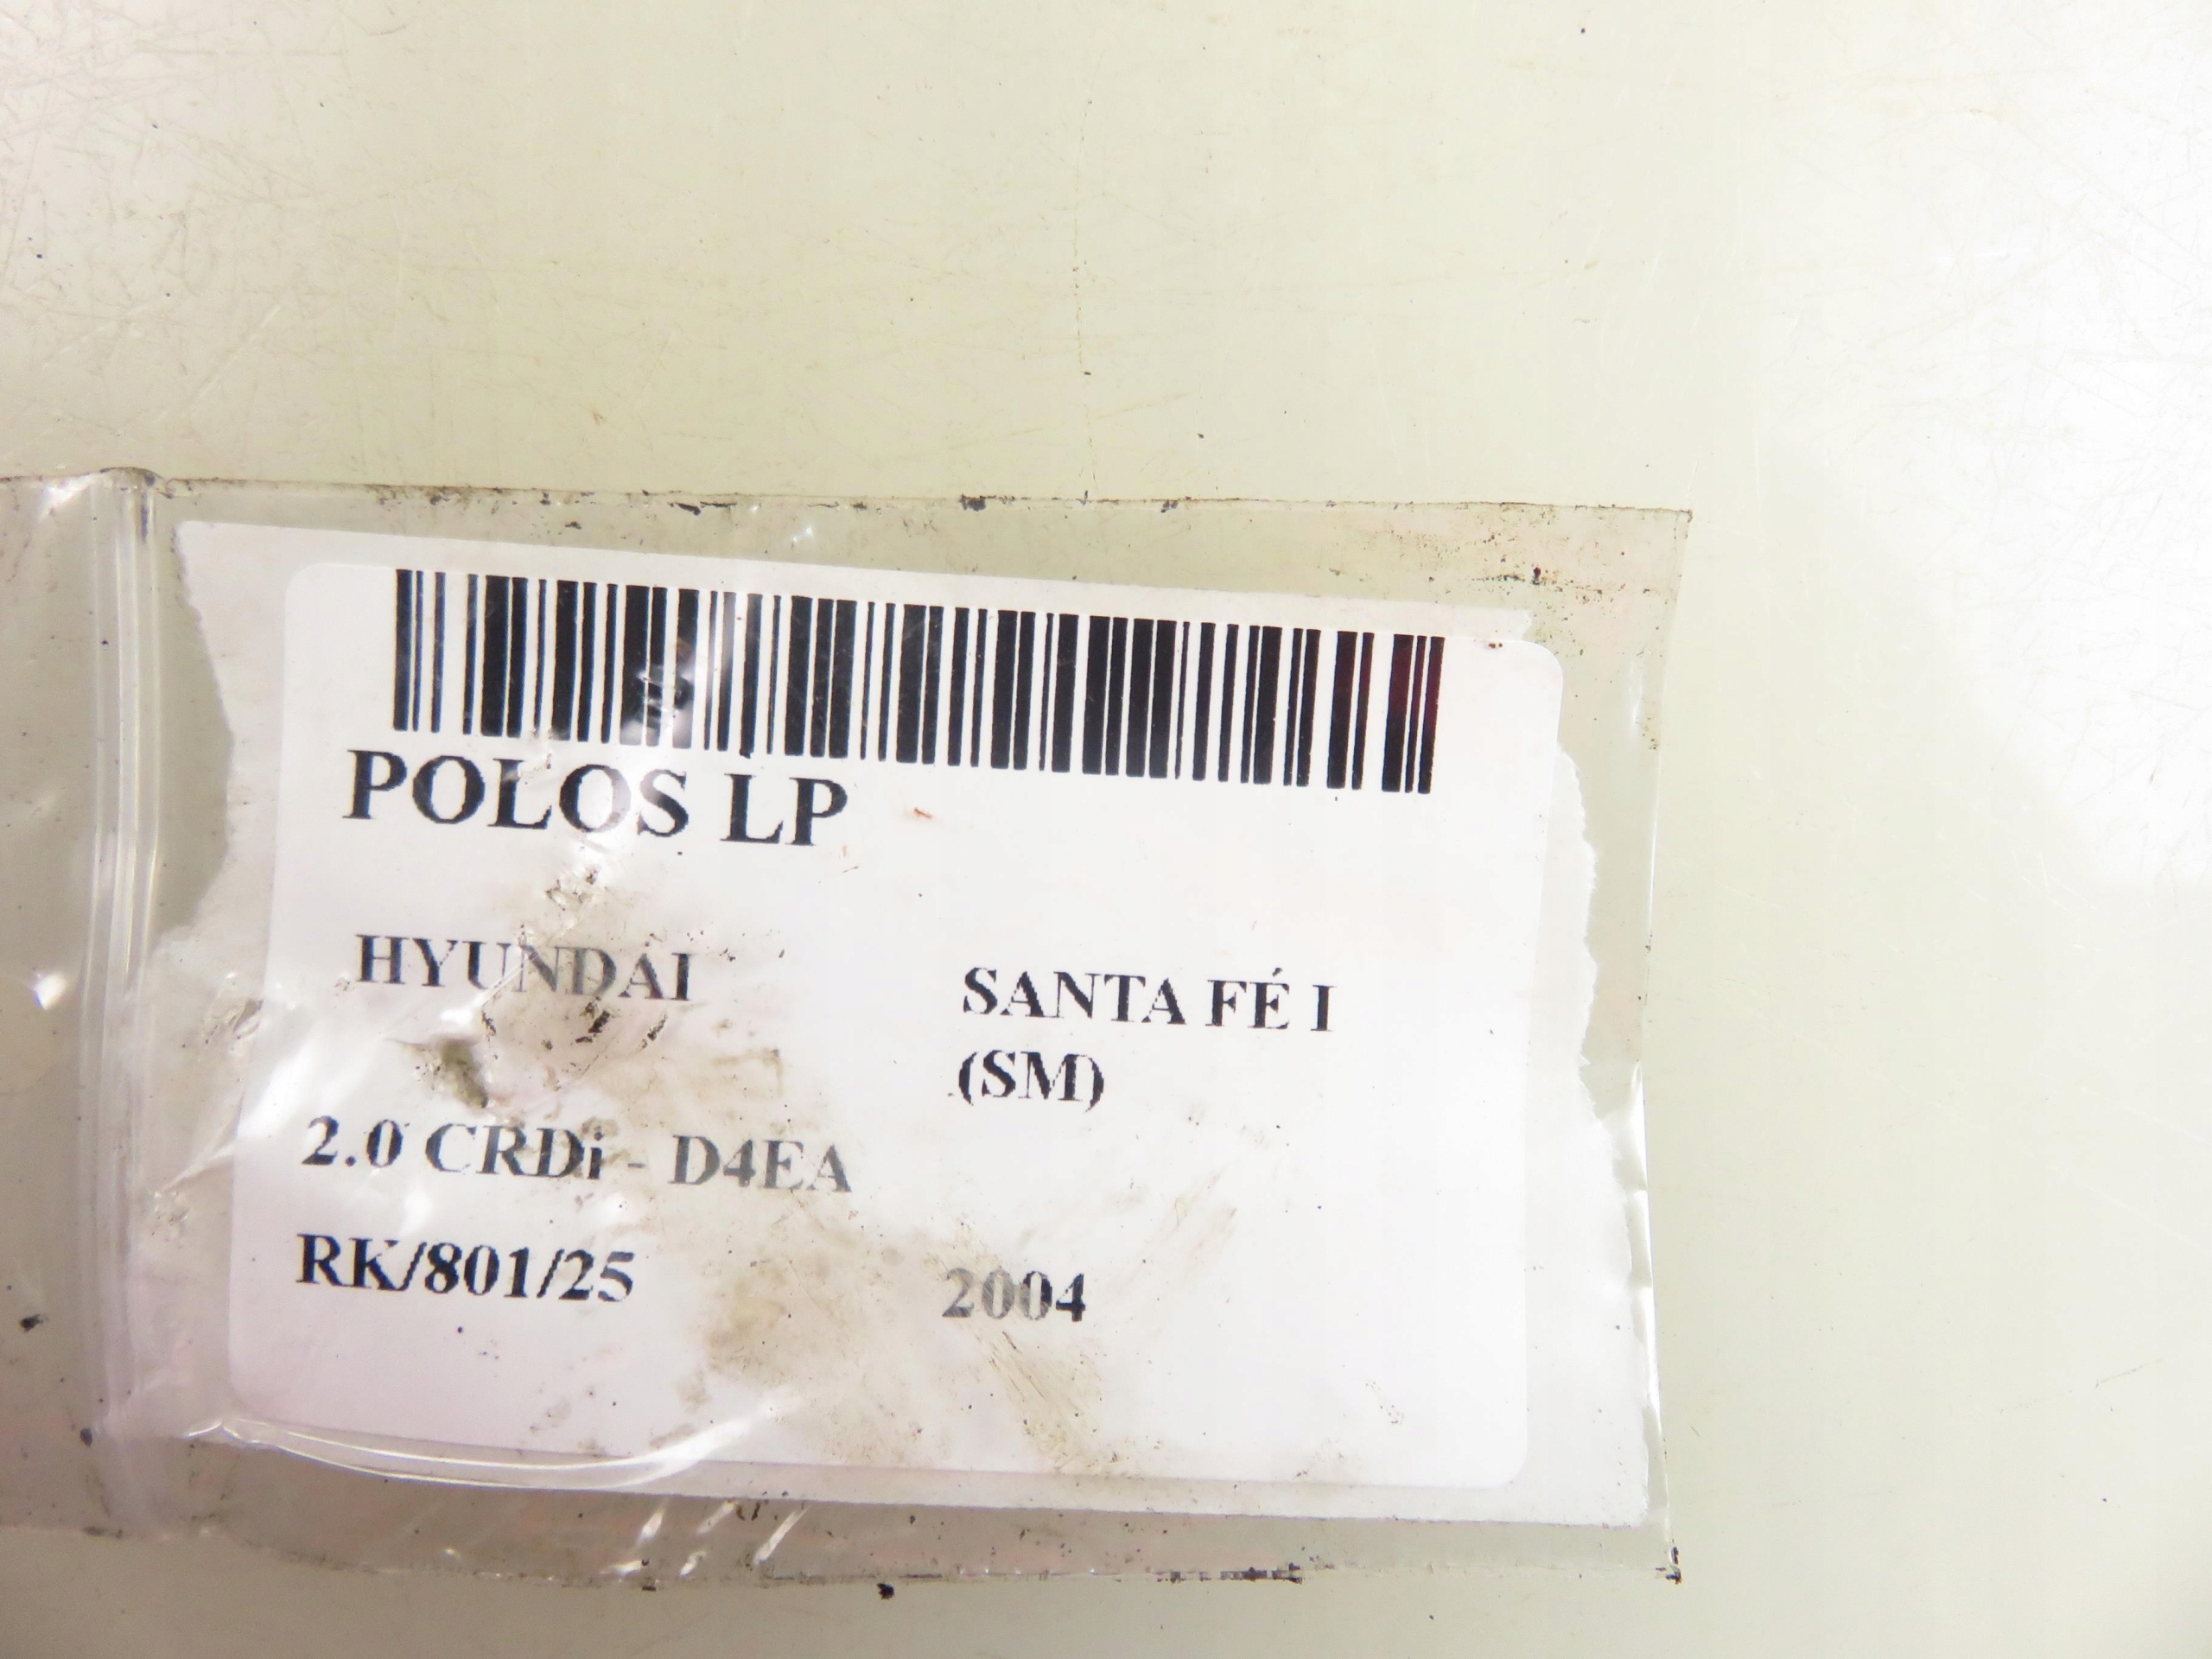 POLOS LP
HYUNDAI SANTA FÉ I
(SM)
2.0 CRDi - D4EA
RK/801/25 2004